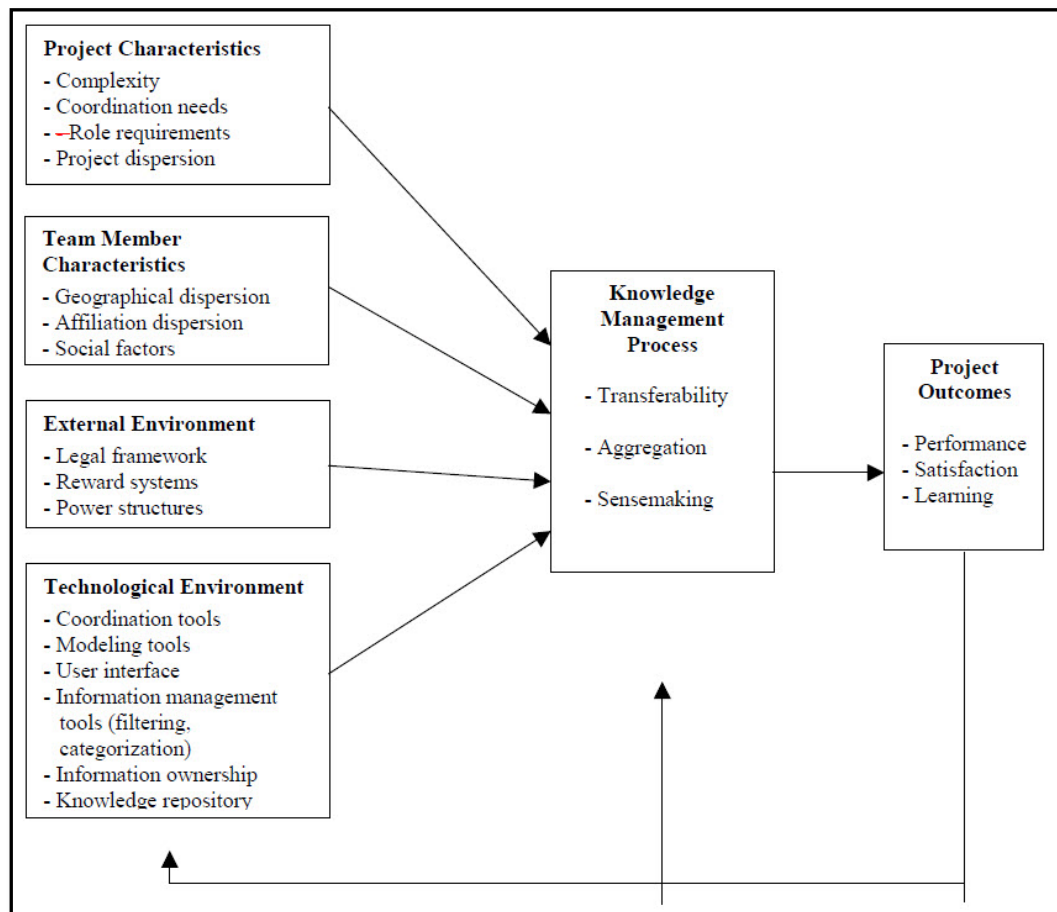 Project Characteristics
- Complexity
- Coordination needs
- -Role requirements
- Project dispersion
Team Member
Characteristics
- Geographical dispersion
- Affiliation dispersion
- Social factors
External Environment
- Legal framework
- Reward systems
- Power structures
Technological Environment
- Coordination tools
- Modeling tools
- User interface
- Information management
tools (filtering,
categorization)
- Information ownership
- Knowledge repository
Knowledge
Management
Process
- Transferability
- Aggregation
- Sensemaking
Project
Outcomes
- Performance
- Satisfaction
- Learning